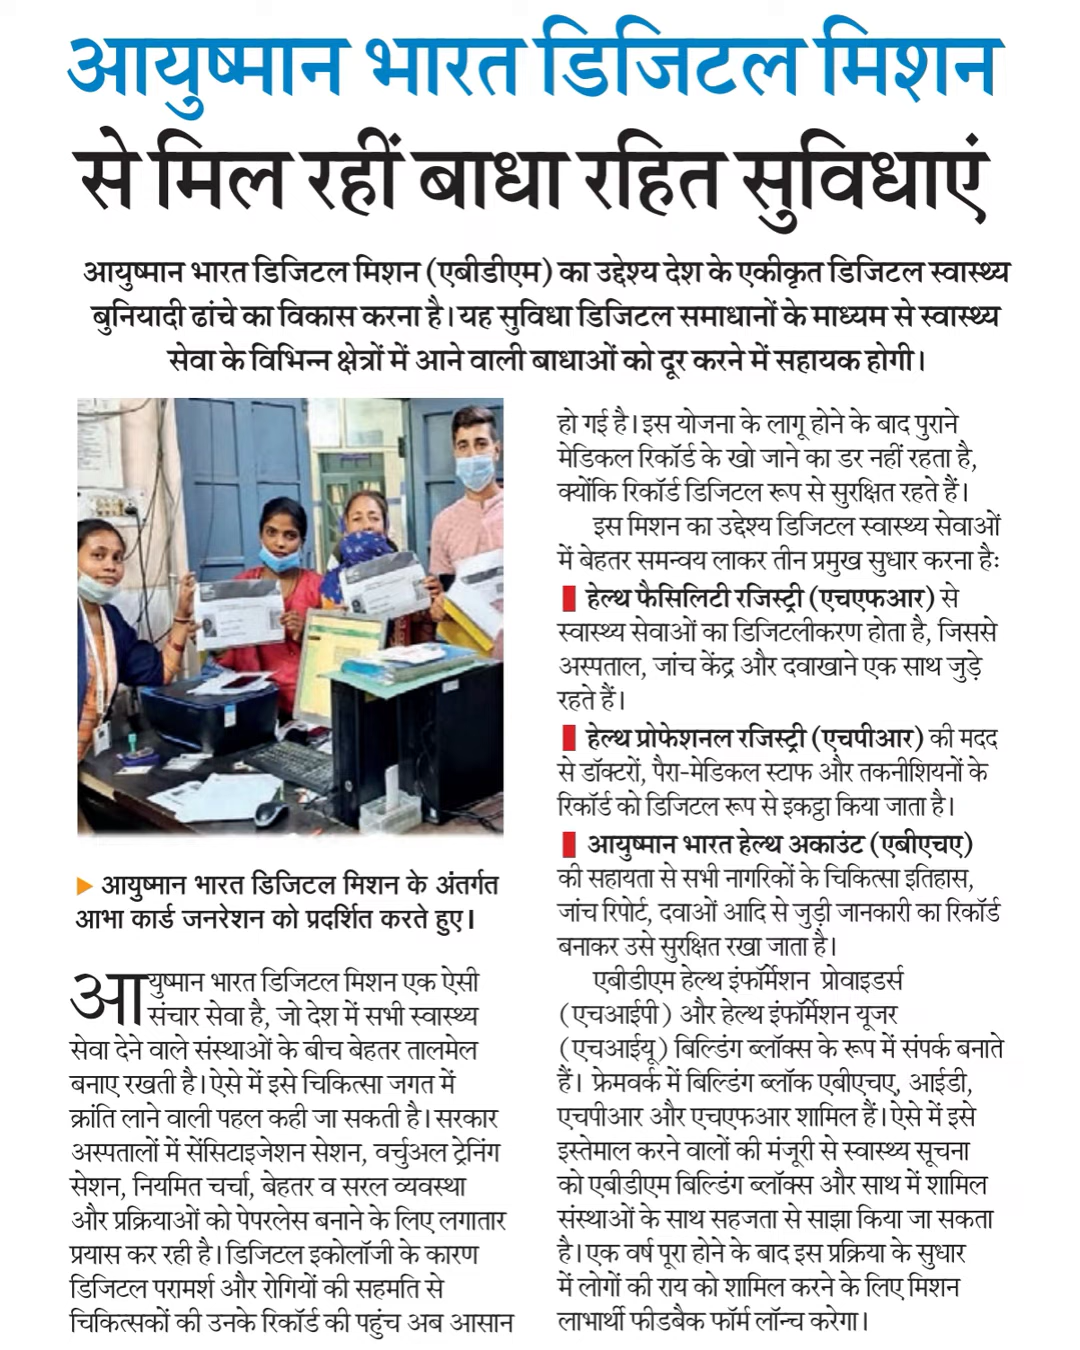 आयुष्मान भारत डिजिटल मिशन
से मिल रहीं बाधा रहित सुविधाएं
आयुष्मान भारत डिजिटल मिशन (एबीडीएम) का उद्देश्य देश के एकीकृत डिजिटल स्वास्थ्य
बुनियादी ढांचे का विकास करना है। यह सुविधा डिजिटल समाधानों के माध्यम से स्वास्थ्य
सेवा के विभिन्न क्षेत्रों में आने वाली बाधाओं को दूर करने में सहायक होगी।
▶ आयुष्मान भारत डिजिटल मिशन के अंतर्गत
आभा कार्ड जनरेशन को प्रदर्शित करते हुए।
आयुष्मान भारत डिजिटल मिशन एक ऐसी
संचार सेवा है, जो देश में सभी स्वास्थ्य
सेवा देने वाले संस्थाओं के बीच बेहतर तालमेल
बनाए रखती है। ऐसे में इसे चिकित्सा जगत में
क्रांति लाने वाली पहल कही जा सकती है। सरकार
अस्पतालों में सेंसिटाइजेशन सेशन, वर्चुअल ट्रेनिंग
सेशन, नियमित चर्चा, बेहतर व सरल व्यवस्था
और प्रक्रियाओं को पेपरलेस बनाने के लिए लगातार
प्रयास कर रही है। डिजिटल इकोलॉजी के कारण
डिजिटल परामर्श और रोगियों की सहमति से
चिकित्सकों की उनके रिकॉर्ड की पहुंच अब आसान
हो गई है। इस योजना के लागू होने के बाद पुराने
मेडिकल रिकॉर्ड के खो जाने का डर नहीं रहता है,
क्योंकि रिकॉर्ड डिजिटल रूप से सुरक्षित रहते हैं।
इस मिशन का उद्देश्य डिजिटल स्वास्थ्य सेवाओं
में बेहतर समन्वय लाकर तीन प्रमुख सुधार करना हैः
हेल्थ फैसिलिटी रजिस्ट्री (एचएफआर) से
स्वास्थ्य सेवाओं का डिजिटलीकरण होता है, जिससे
अस्पताल, जांच केंद्र और दवाखाने एक साथ जुड़े
रहते हैं।
हेल्थ प्रोफेशनल रजिस्ट्री (एचपीआर) की मदद
से डॉक्टरों, पैरा-मेडिकल स्टाफ और तकनीशियनों के
रिकॉर्ड को डिजिटल रूप से इकट्ठा किया जाता है।
आयुष्मान भारत हेल्थ अकाउंट (एबीएचए)
की सहायता से सभी नागरिकों के चिकित्सा इतिहास,
जांच रिपोर्ट, दवाओं आदि से जुड़ी जानकारी का रिकॉर्ड
बनाकर उसे सुरक्षित रखा जाता है।
एबीडीएम हेल्थ इंफॉर्मेशन प्रोवाइडर्स
(एचआईपी) और हेल्थ इंफॉर्मेशन यूजर
(एचआईयू) बिल्डिंग ब्लॉक्स के रूप में संपर्क बनाते
हैं। फ्रेमवर्क में बिल्डिंग ब्लॉक एबीएचए, आईडी,
एचपीआर और एचएफआर शामिल हैं। ऐसे में इसे
इस्तेमाल करने वालों की मंजूरी से स्वास्थ्य सूचना
को एबीडीएम बिल्डिंग ब्लॉक्स और साथ में शामिल
संस्थाओं के साथ सहजता से साझा किया जा सकता
है। एक वर्ष पूरा होने के बाद इस प्रक्रिया के सुधार
में लोगों की राय को शामिल करने के लिए मिशन
लाभार्थी फीडबैक फॉर्म लॉन्च करेगा।